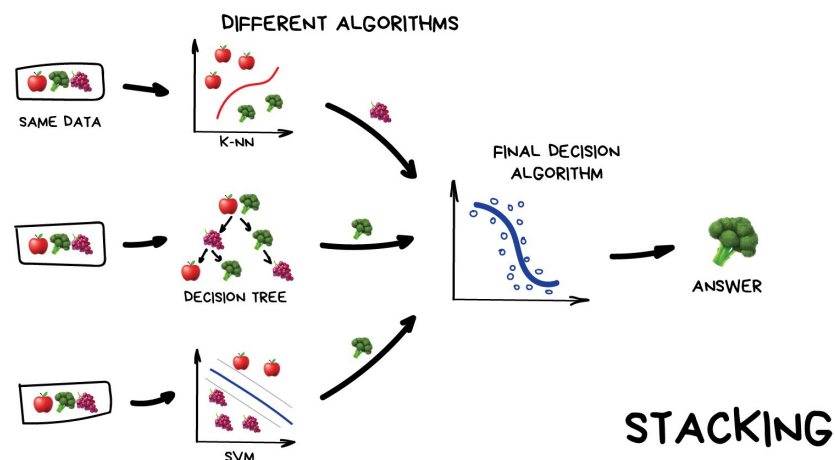 DIFFERENT ALGORITHMS
SAME DATA
K-NN
FINAL DECISION
ALGORITHM
DECISION TREE
ANSWER
SVM
STACKING